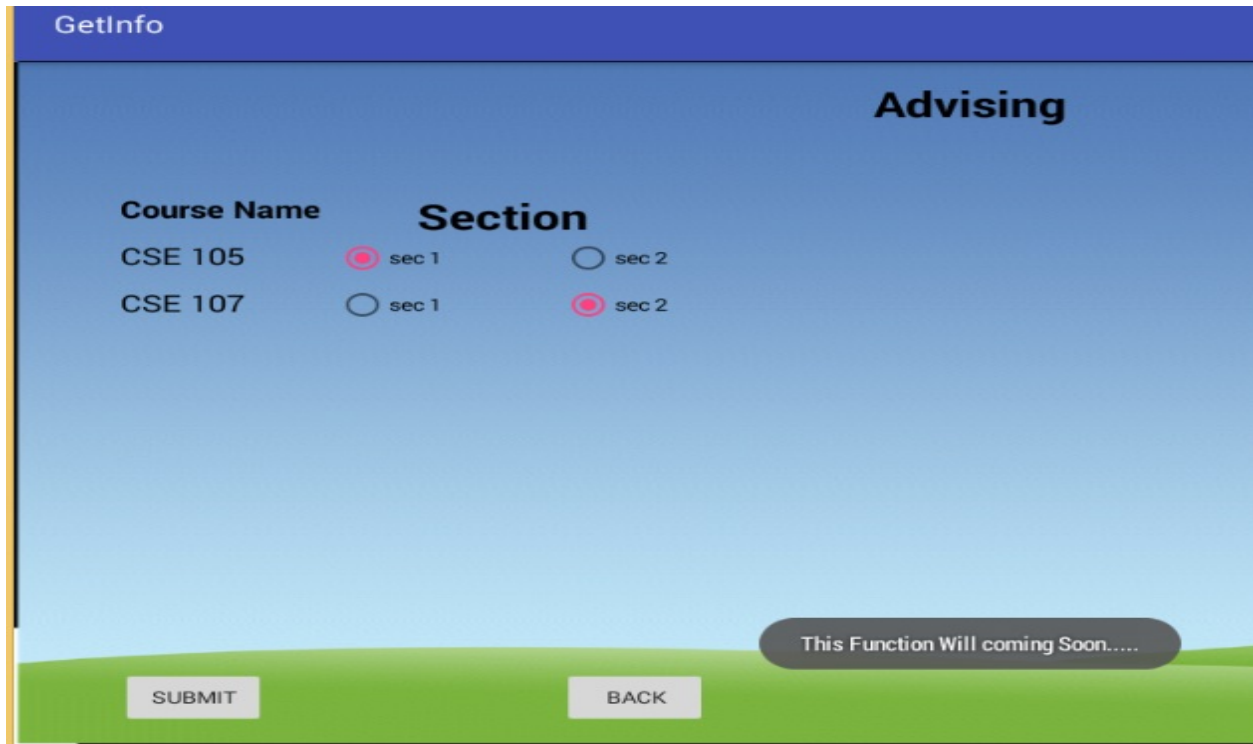 GetInfo
Advising
Course Name Section
CSE 105 sec 1 sec 2
CSE 107 sec 1 sec 2
This Function Will coming Soon.....
SUBMIT BACK